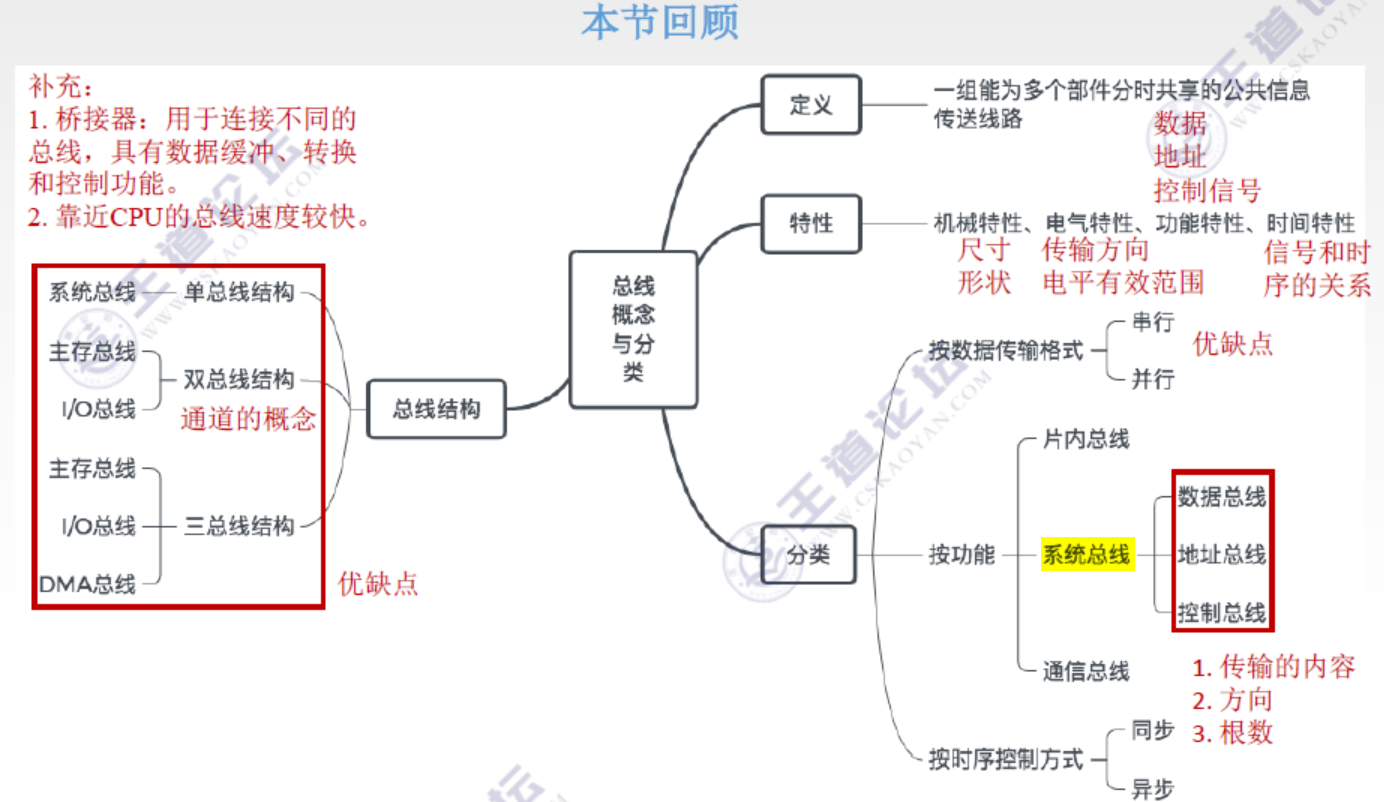 本节回顾
补充：
1. 桥接器：用于连接不同的
总线，具有数据缓冲、转换
和控制功能。
2. 靠近CPU的总线速度较快。
系统总线
单总线结构
主存总线
I/O总线
双总线结构
通道的概念
主存总线
I/O总线
DMA总线
三总线结构
优缺点
总线结构
总线
概念
与分
类
定义
一组能为多个部件分时共享的公共信息
传送线路
数据
地址
控制信号
特性
机械特性、电气特性、功能特性、时间特性
尺寸
形状
传输方向
电平有效范围
信号和时
序的关系
分类
按数据传输格式
串行
并行
优缺点
按功能
片内总线
系统总线
数据总线
地址总线
控制总线
通信总线
1. 传输的内容
2. 方向
3. 根数
按时序控制方式
同步
异步
王道论坛
WWW.CSKAOYAN.COM